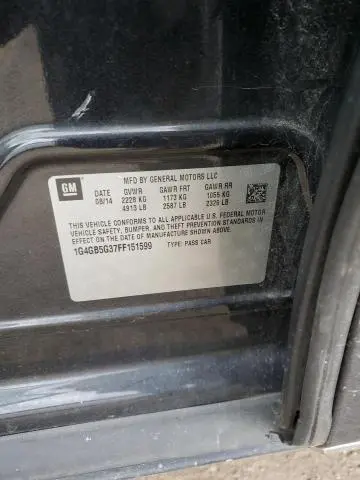 MFD BY GENERAL MOTORS LLC
GM DATE GVWR GAWR FRT GAWR RR
08/14 2228 KG 1173 KG 1055 KG
4913 LB 2587 LB 2326 LB
THIS VEHICLE CONFORMS TO ALL APPLICABLE U.S. FEDERAL MOTOR
VEHICLE SAFETY, BUMPER, AND THEFT PREVENTION STANDARDS IN
EFFECT ON THE DATE OF MANUFACTURE SHOWN ABOVE.
1G4GB5G37FF151599 TYPE: PASS CAR